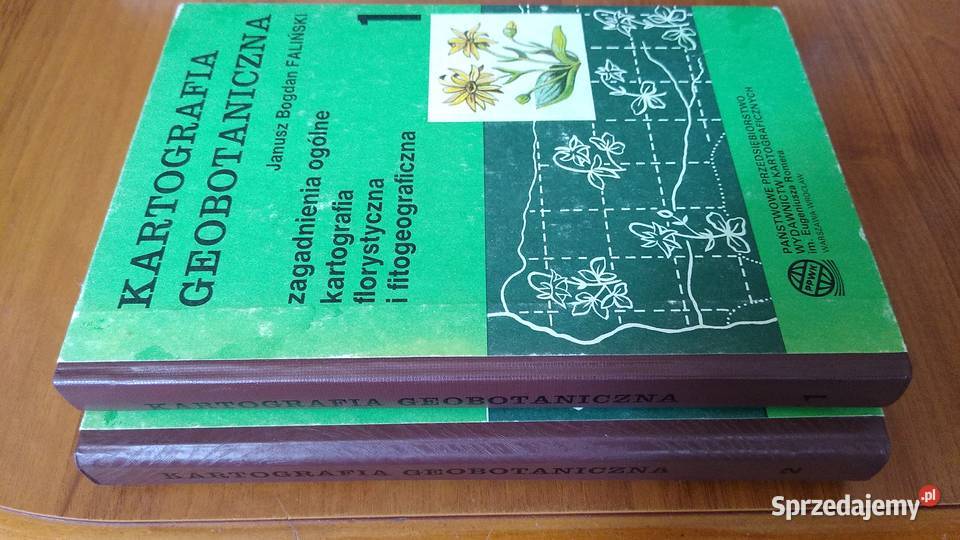 KARTOGRAFIA
GEOBOTANICZNA
1
Janusz Bogdan FALIŃSKI
zagadnienia ogólne
kartografia
florystyczna
i fitogeograficzna
PPWK
PAŃSTWOWE PRZEDSIĘBIORSTWO
WYDAWNICTW KARTOGRAFICZNYCH
im. Eugeniusza Romera
WARSZAWA-WROCŁAW
KARTOGRAFIA GEOBOTANICZNA 1
KARTOGRAFIA GEOBOTANICZNA 2
Sprzedajemy.pl